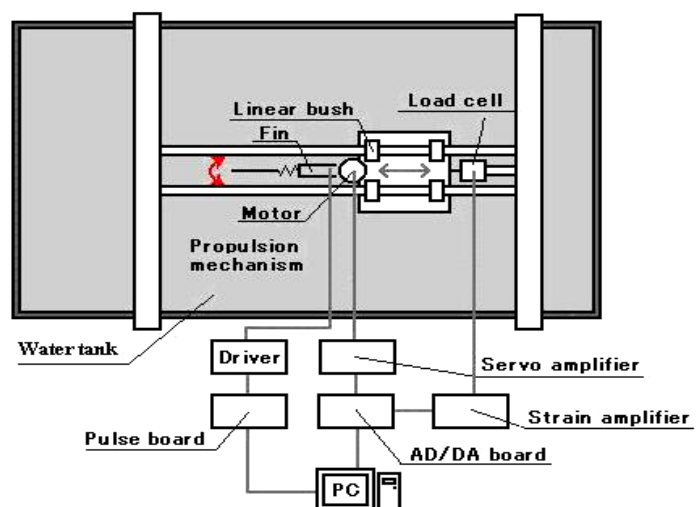 Load cell
Linear bush
Fin
Motor
Propulsion
mechanism
Water tank
Driver
Servo amplifier
Pulse board
Strain amplifier
AD/DA board
PC